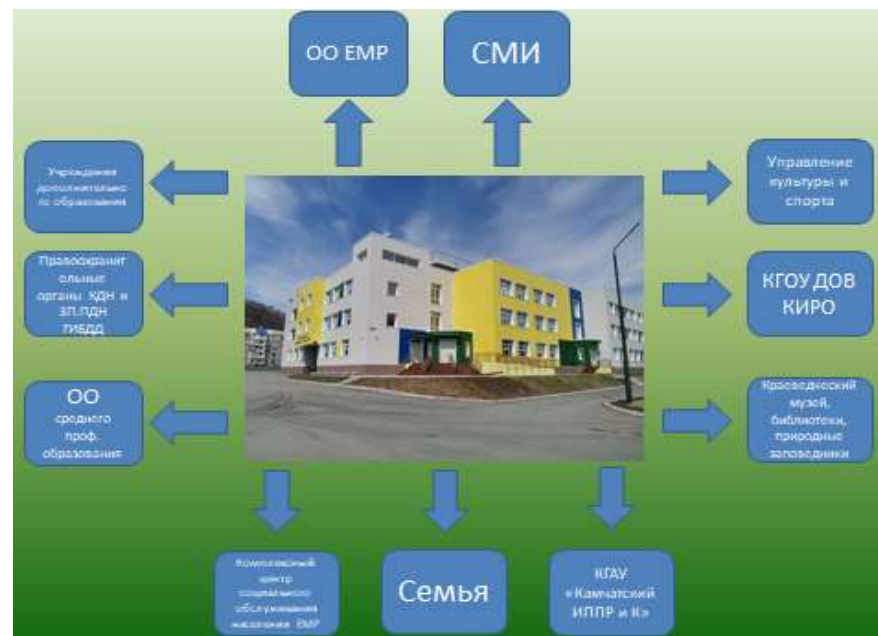 ОО ЕМР
СМИ
Учреждения
дополнительно
го образования
Управление
культуры и
спорта
Правоохранит
ельные
органы КДН и
ЗП.ПДН
ГИБДД
КГОУ ДОВ
КИРО
ОО
среднего
проф.
образования
Краеведческий
музей,
библиотеки,
природные
заповедники
Комплексный
центр
социального
обслуживания
населения ЕМР
Семья
КГАУ
«Камчатский
ИППР и К»